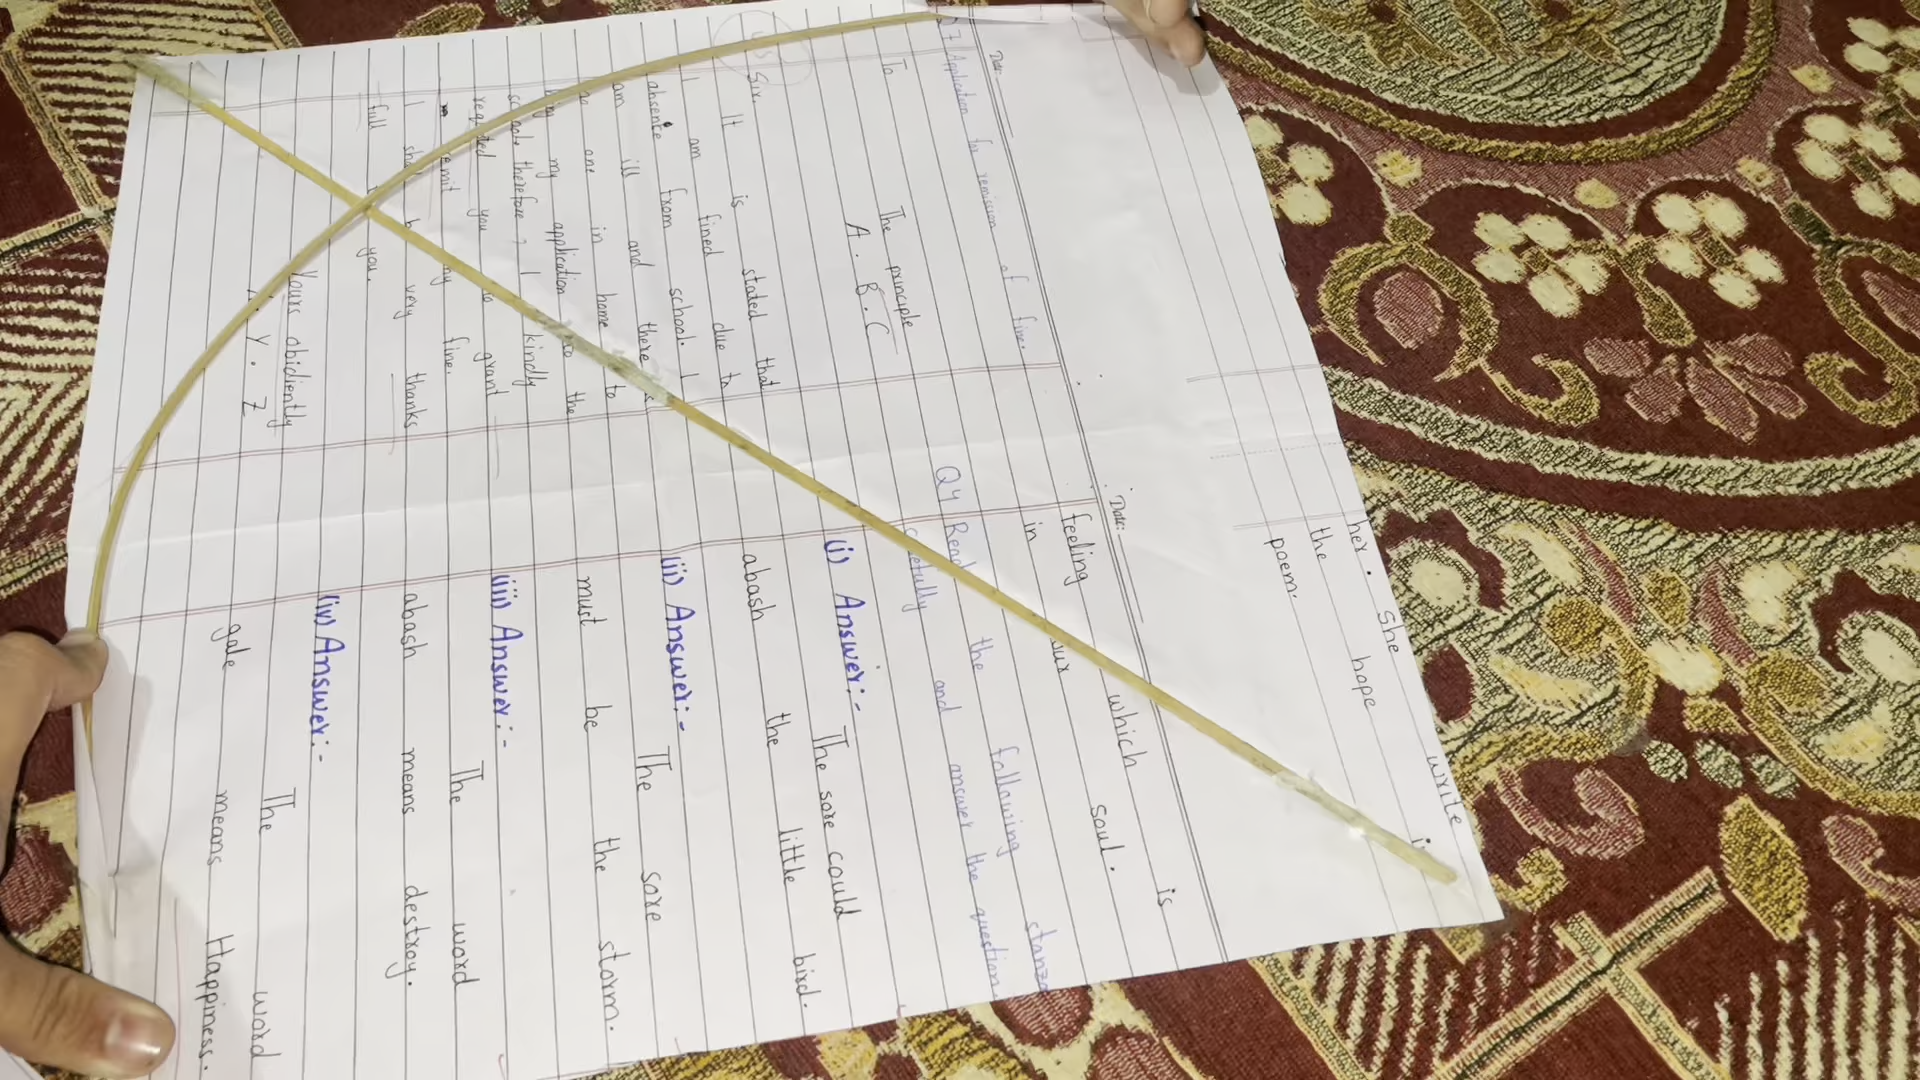 write
her. She hope
the
poem.
Date:
feeling which is
in our soul.
Q4 Read the following stanza
and answer the question
(i) Answer:- The sore could
abash the little bird.
(ii) Answer:- The sore
must be the storm.
(iii) Answer:- The word
abash means destroy.
(iv) Answer:- The word
gale means Happiness.
Date:
Application for remission of fine.
To The principle
A. B. C
Sir, It is stated that
I am fined due to
absence from school. I
am ill and there
one in home to
my application to the
school. therefore, I kindly
you grant
my fine.
I very thanks
full you.
Yours obidiently
Y. Z